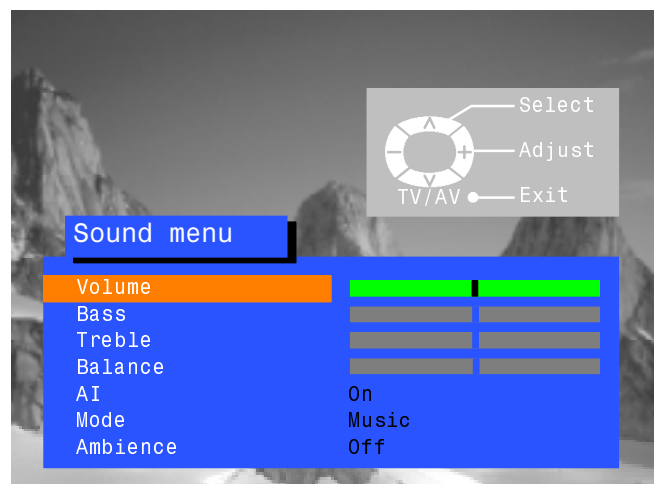 Select
Adjust
TV/AV Exit
Sound menu
Volume
Bass
Treble
Balance
AI On
Mode Music
Ambience Off